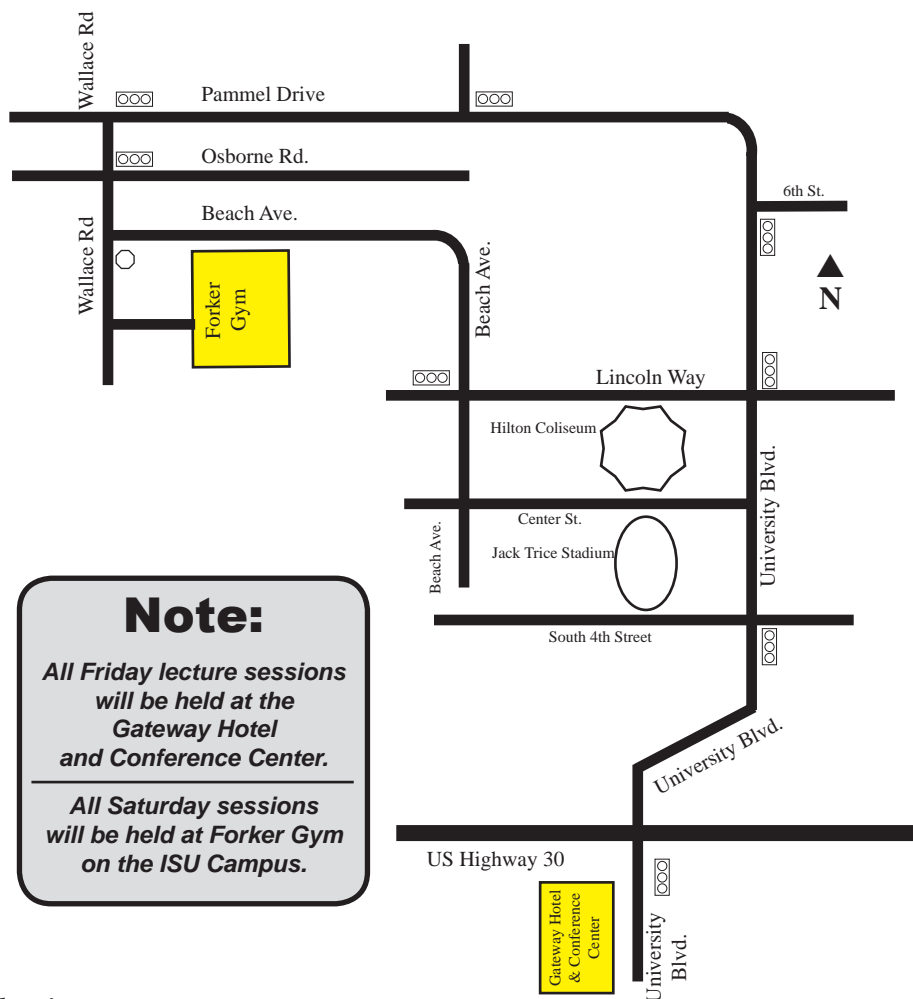 Wallace Rd
Pammel Drive
Osborne Rd.
6th St.
Beach Ave.
Wallace Rd
Forker
Gym
Beach Ave.
N
Lincoln Way
Hilton Coliseum
University Blvd.
Center St.
Beach Ave.
Jack Trice Stadium
South 4th Street
Note:
All Friday lecture sessions
will be held at the
Gateway Hotel
and Conference Center.
All Saturday sessions
will be held at Forker Gym
on the ISU Campus.
University Blvd.
US Highway 30
Gateway Hotel
& Conference
Center
University
Blvd.